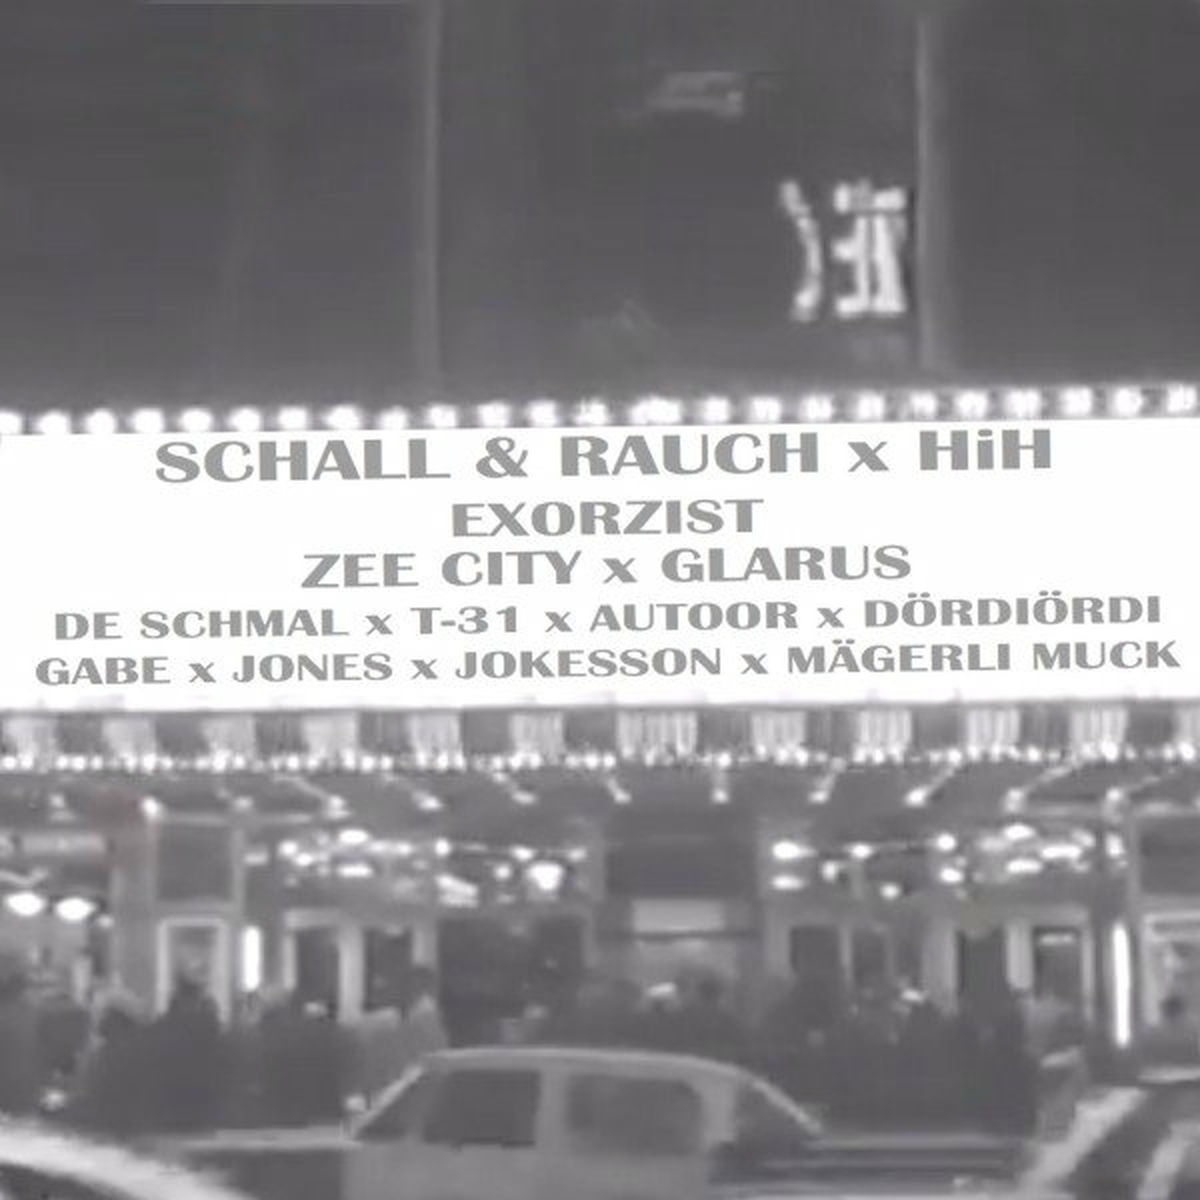 SCHALL & RAUCH x HiH
EXORZIST
ZEE CITY x GLARUS
DE SCHMAL x T-31 x AUTOOR x DÖRDIÖRDI
GABE x JONES x JOKESSON x MÄGERLI MUCK